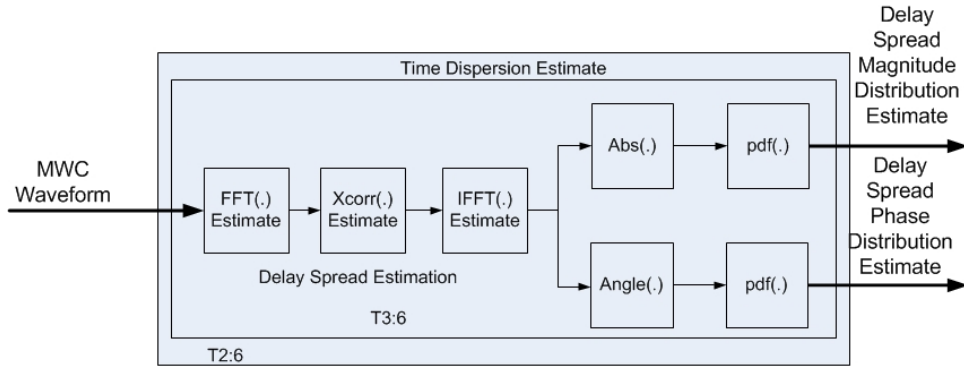 Delay
Spread
Magnitude
Distribution
Estimate
Time Dispersion Estimate
MWC
Waveform
FFT(.)
Estimate
Xcorr(.)
Estimate
IFFT(.)
Estimate
Abs(.)
pdf(.)
Delay Spread Estimation
Angle(.)
pdf(.)
Delay
Spread
Phase
Distribution
Estimate
T3:6
T2:6